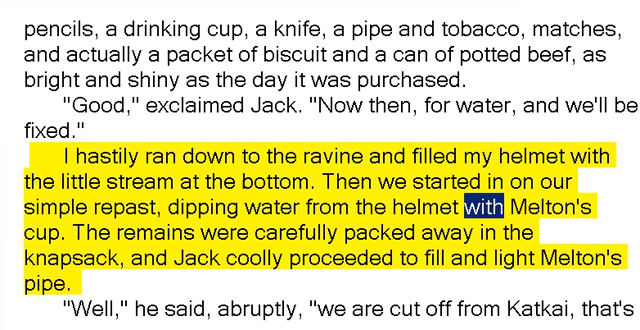 pencils, a drinking cup, a knife, a pipe and tobacco, matches,
and actually a packet of biscuit and a can of potted beef, as
bright and shiny as the day it was purchased.
"Good," exclaimed Jack. "Now then, for water, and we'll be
fixed."
I hastily ran down to the ravine and filled my helmet with
the little stream at the bottom. Then we started in on our
simple repast, dipping water from the helmet with Melton's
cup. The remains were carefully packed away in the
knapsack, and Jack coolly proceeded to fill and light Melton's
pipe.
"Well," he said, abruptly, "we are cut off from Katkai, that's